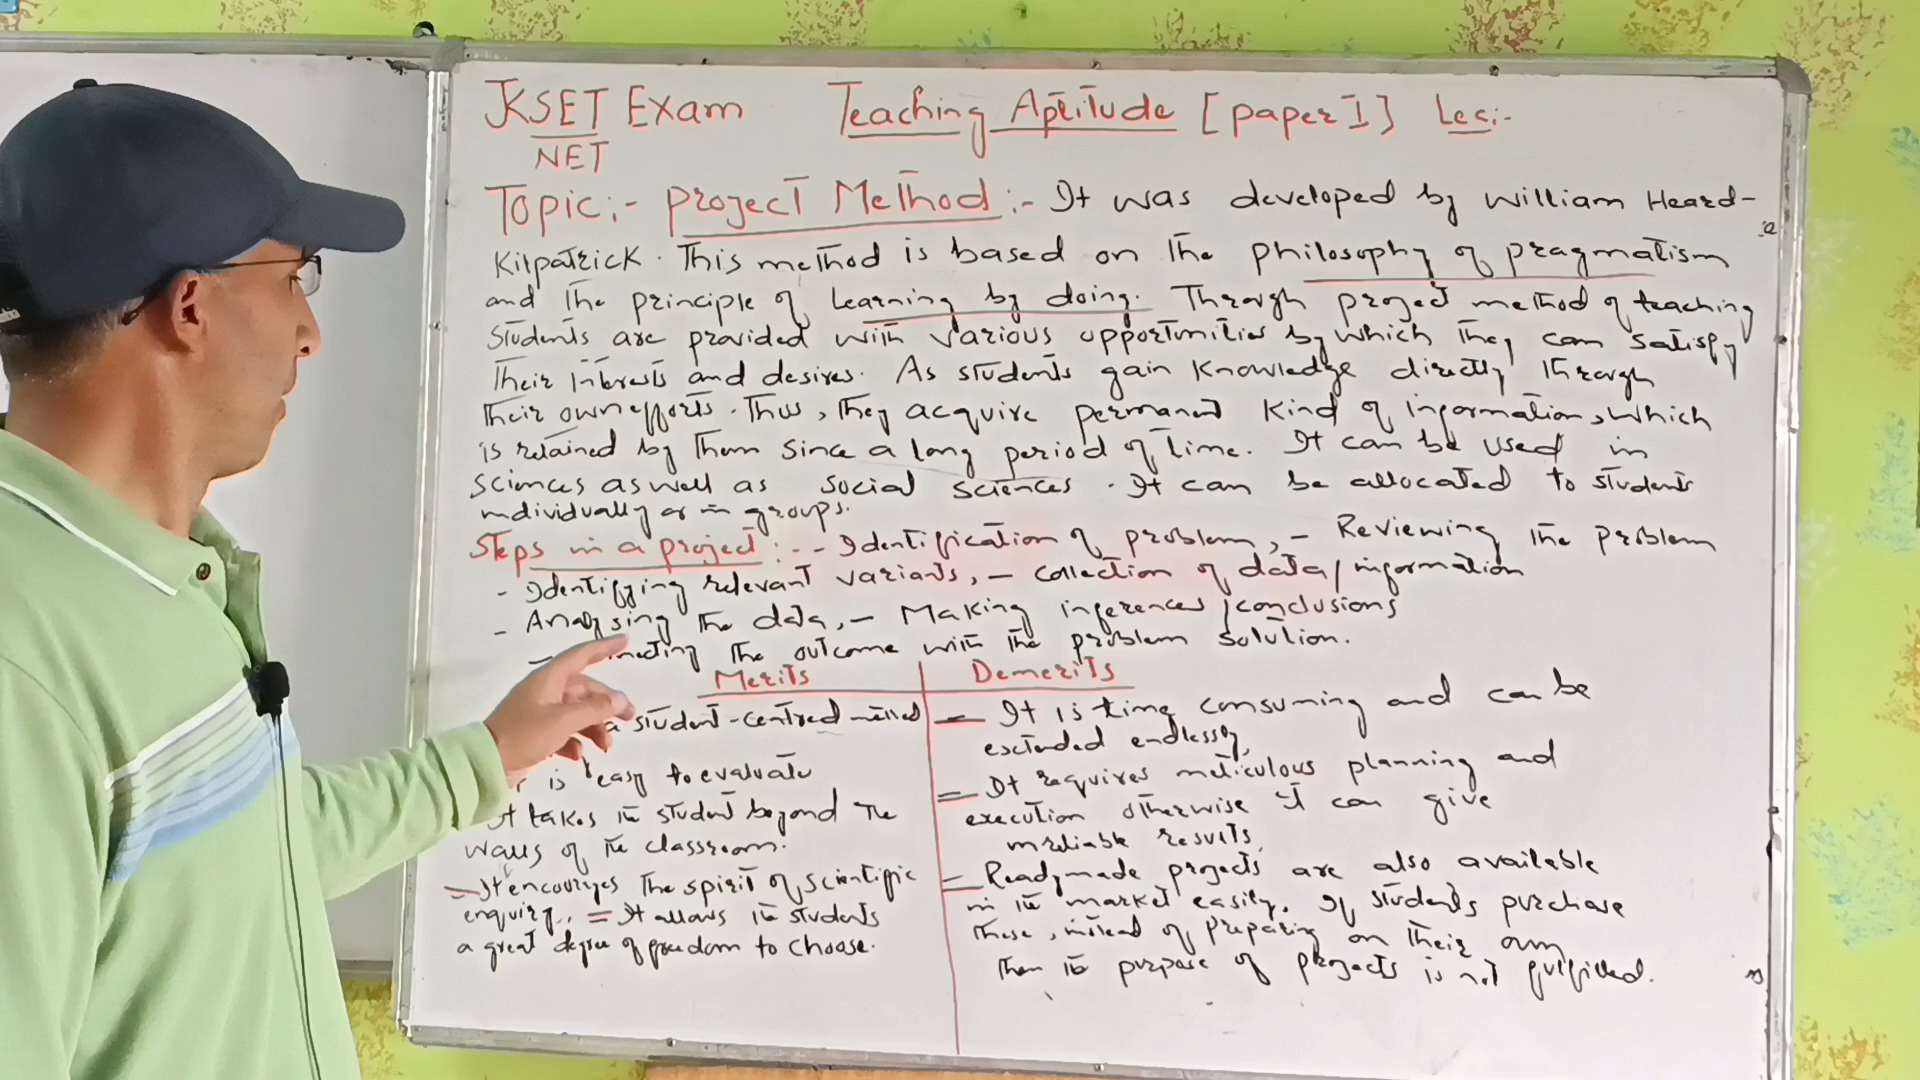 JKSET Exam Teaching Aptitude [Paper I] Lec:-
NET
Topic:- Project Method:- It was developed by William Heard-
Kilpatrick. This method is based on the philosophy of pragmatism
and the principle of learning by doing. Through project method of teaching
students are provided with various opportunities by which they can satisfy
their interests and desires. As students gain knowledge directly through
their own efforts. Thus, they acquire permanent kind of information, which
is retained by them since a long period of time. It can be used in
sciences as well as social sciences. It can be allocated to students
individually or in groups.
Steps in a project:- - Identification of problem, - Reviewing the problem
- Identifying relevant variants, - Collection of data/information
- Analysing the data, - Making inferences/conclusions
- the outcome with the problem solution.
Merits Demerits
a student-centred method
is easy to evaluate
It takes the student beyond the
walls of the classroom.
- It encourages the spirit of scientific
enquiry. = It allows the students
a great degree of freedom to choose.
- It is time consuming and can be
extended endlessly
= It requires meticulous planning and
execution otherwise it can give
unreliable results
= Readymade projects are also available
in the market easily. If students purchase
these, instead of preparing on their own
then the purpose of projects is not fulfilled.